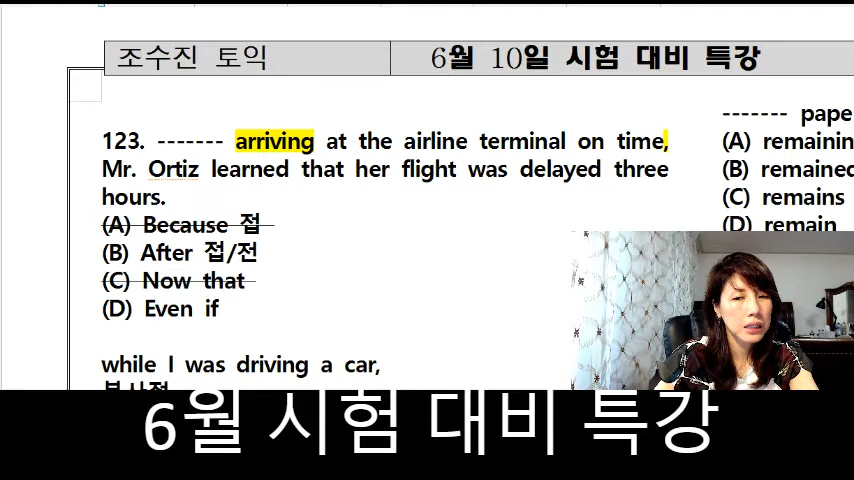 조수진 토익
6월 10일 시험 대비 특강
123. ------- arriving at the airline terminal on time,
Mr. Ortiz learned that her flight was delayed three
hours.
(A) Because 접
(B) After 접/전
(C) Now that
(D) Even if
while I was driving a car,
분사절
------- pape
(A) remainin
(B) remained
(C) remains
(D) remain
6월 시험 대비 특강